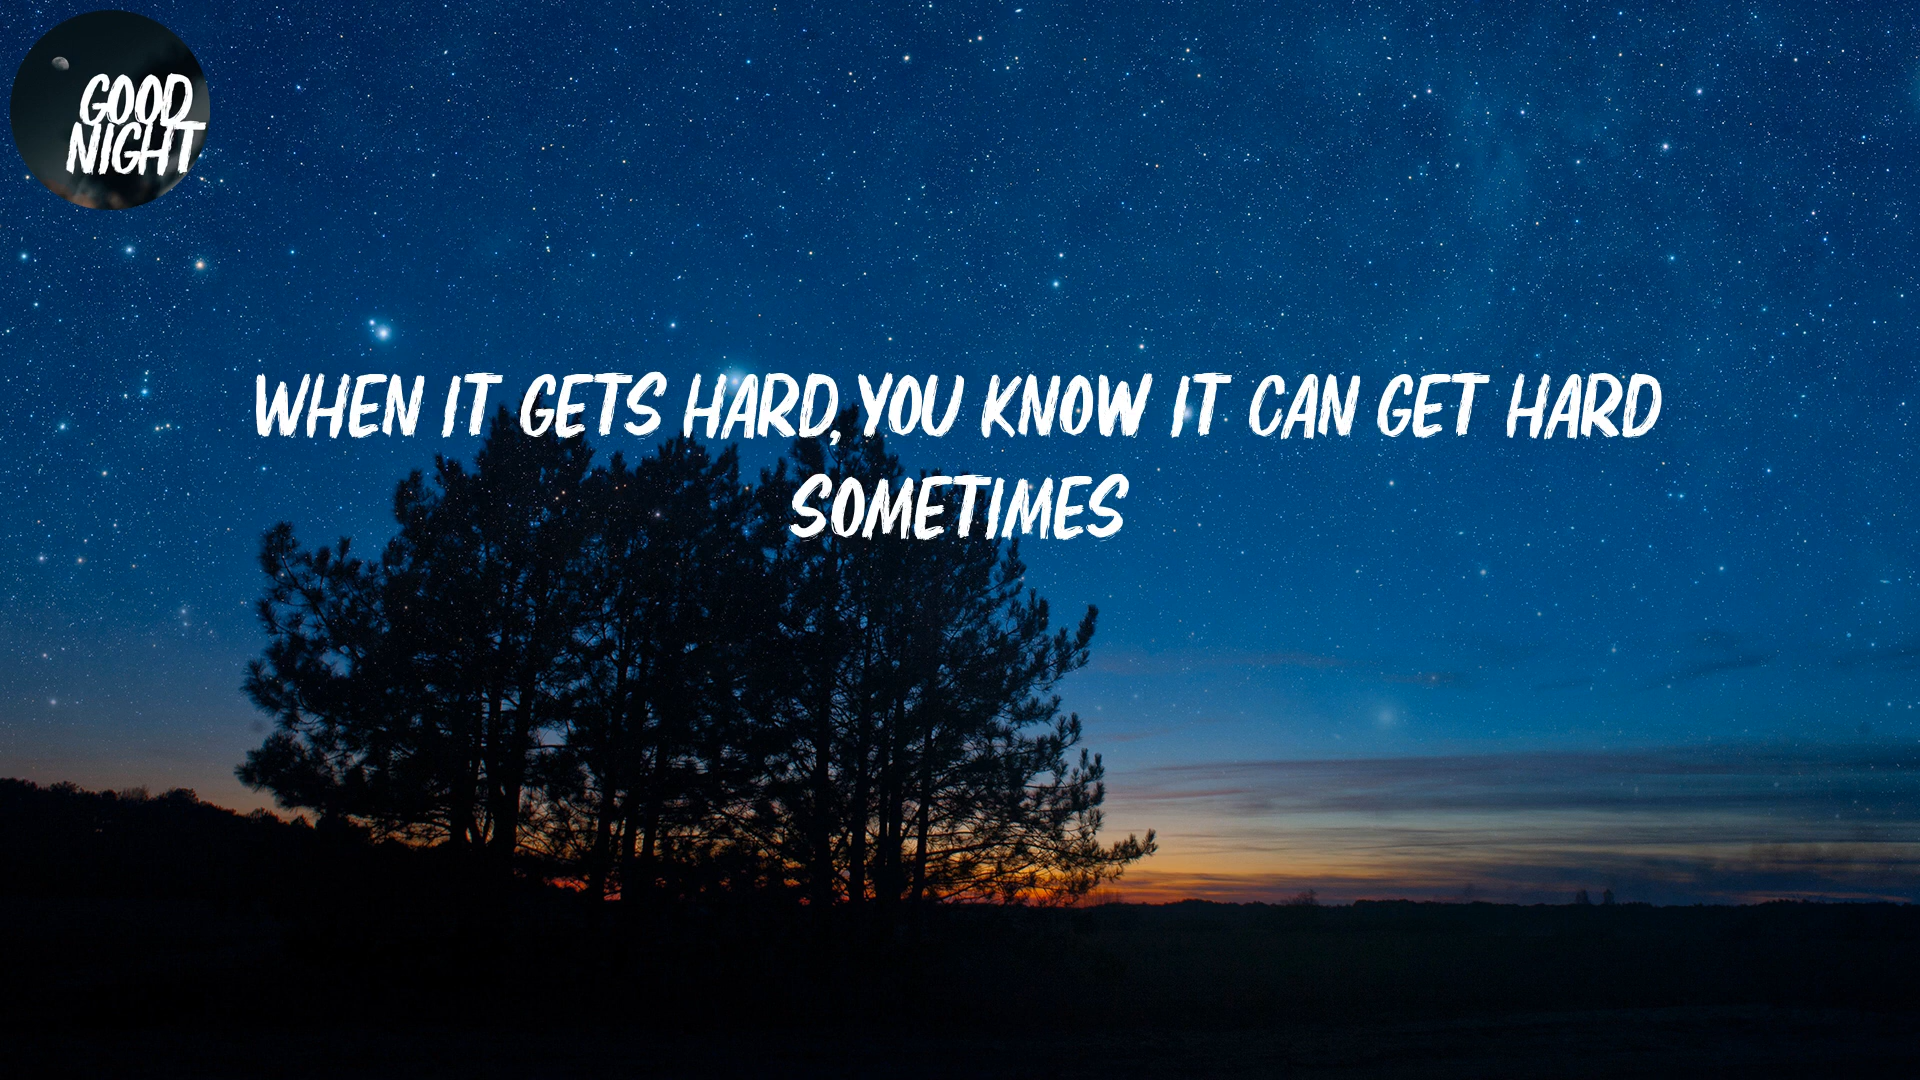 GOOD
NIGHT
WHEN IT GETS HARD, YOU KNOW IT CAN GET HARD
SOMETIMES